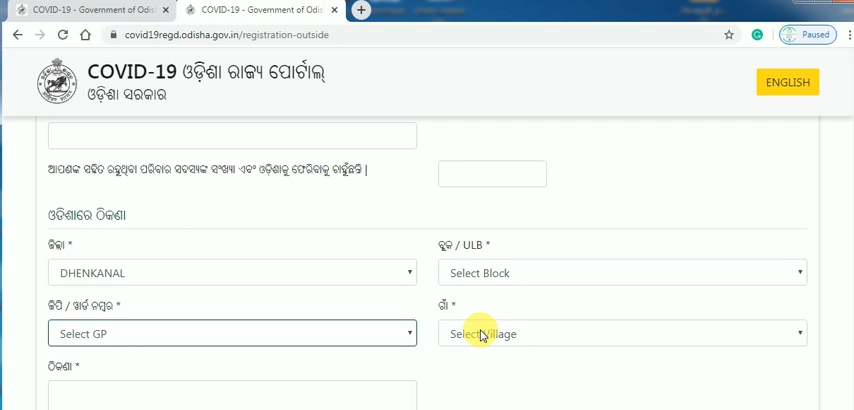 COVID-19 - Government of Odis
COVID-19 - Government of Odis
covid19regd.odisha.gov.in/registration-outside
Paused
COVID-19 ଓଡ଼ିଶା ରାଜ୍ୟ ପୋର୍ଟାଲ୍
ଓଡ଼ିଶା ସରକାର
ENGLISH
ଆପଣଙ୍କ ସହିତ ରହୁଥିବା ପରିବାର ସଦସ୍ୟଙ୍କ ସଂଖ୍ୟା ଏବଂ ଓଡ଼ିଶାକୁ ଫେରିବାକୁ ଚାହୁଁଛନ୍ତି |
ଓଡିଶାରେ ଠିକଣା
ଜିଲ୍ଲା *
ବ୍ଲକ / ULB *
DHENKANAL
Select Block
ଜିପି / ୱାର୍ଡ ନମ୍ବର *
ଗାଁ *
Select GP
Select Village
ଠିକଣା *